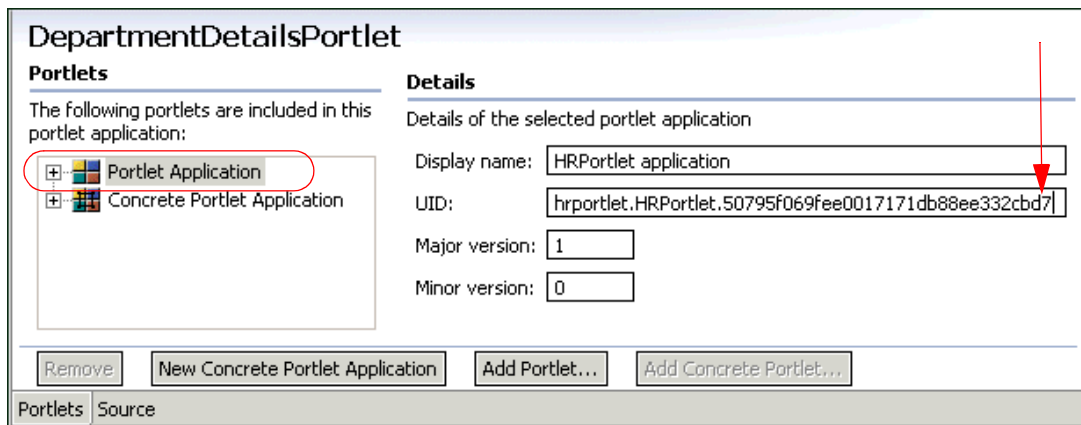 DepartmentDetailsPortlet
Portlets
The following portlets are included in this
portlet application:
Portlet Application
Concrete Portlet Application
Details
Details of the selected portlet application
Display name: HRPortlet application
UID: hrportlet.HRPortlet.50795f069fee0017171db88ee332cbd7
Major version: 1
Minor version: 0
Remove New Concrete Portlet Application Add Portlet... Add Concrete Portlet...
Portlets Source